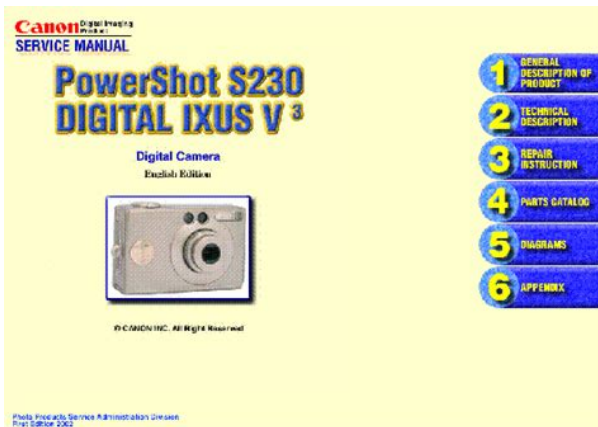 Canon Digital Imaging Product
SERVICE MANUAL
PowerShot S230
DIGITAL IXUS V³
Digital Camera
English Edition
© CANON INC. All Right Reserved
1 GENERAL
DESCRIPTION OF
PRODUCT
2 TECHNICAL
DESCRIPTION
3 REPAIR
INSTRUCTION
4 PARTS CATALOG
5 DIAGRAMS
6 APPENDIX
Photo Products Service Administration Division
First Edition 2002